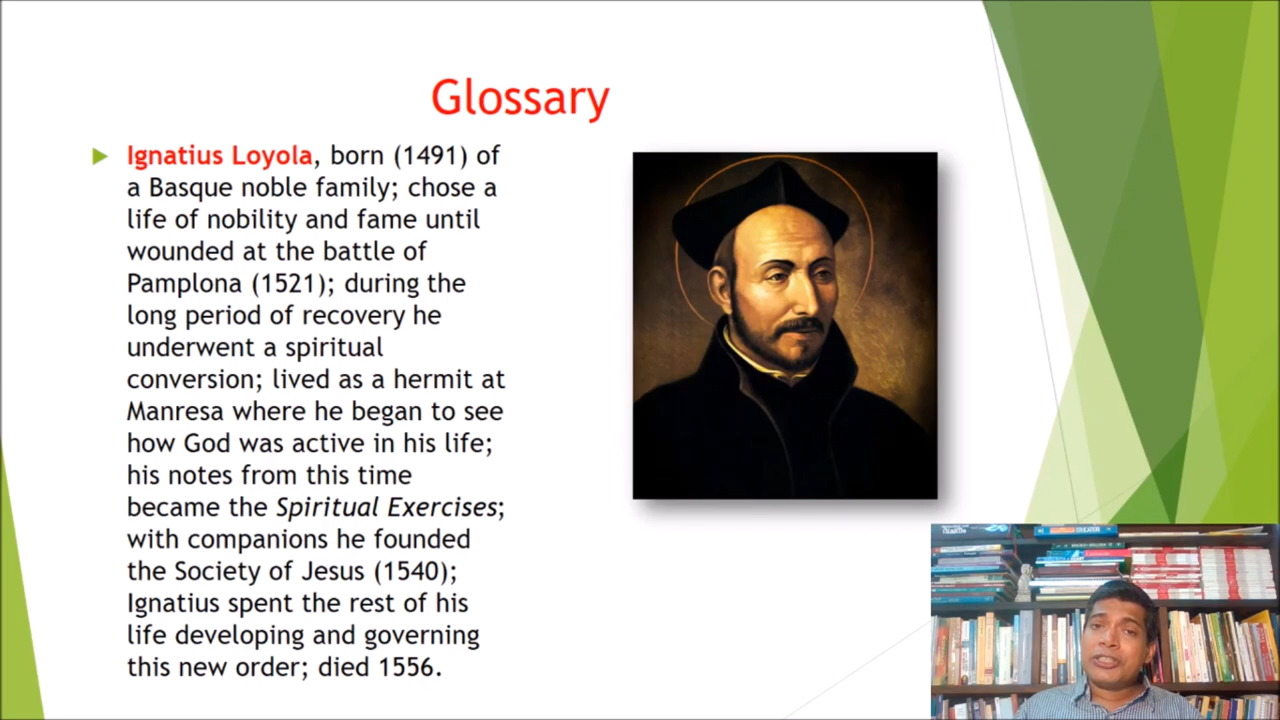 Glossary
Ignatius Loyola, born (1491) of
a Basque noble family; chose a
life of nobility and fame until
wounded at the battle of
Pamplona (1521); during the
long period of recovery he
underwent a spiritual
conversion; lived as a hermit at
Manresa where he began to see
how God was active in his life;
his notes from this time
became the Spiritual Exercises;
with companions he founded
the Society of Jesus (1540);
Ignatius spent the rest of his
life developing and governing
this new order; died 1556.